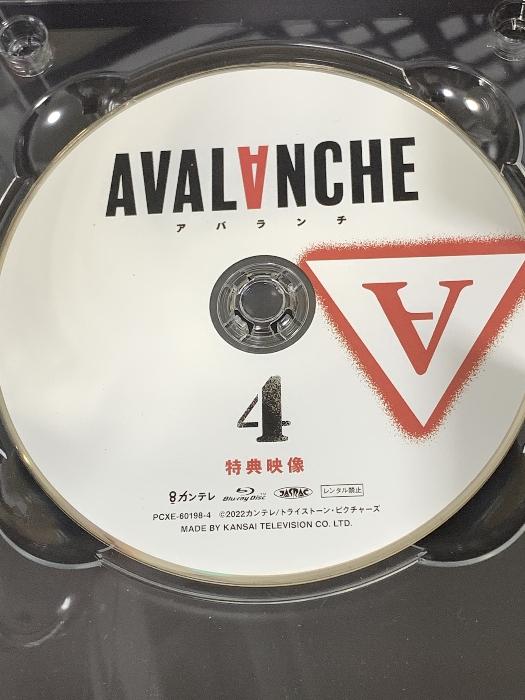 AVALANCHE
アバランチ
A
4
特典映像
8カンテレ Blu-ray Disc™ JASRAC レンタル禁止
PCXE-60198-4 ©2022カンテレ/トライストーン・ピクチャーズ
MADE BY KANSAI TELEVISION CO. LTD.